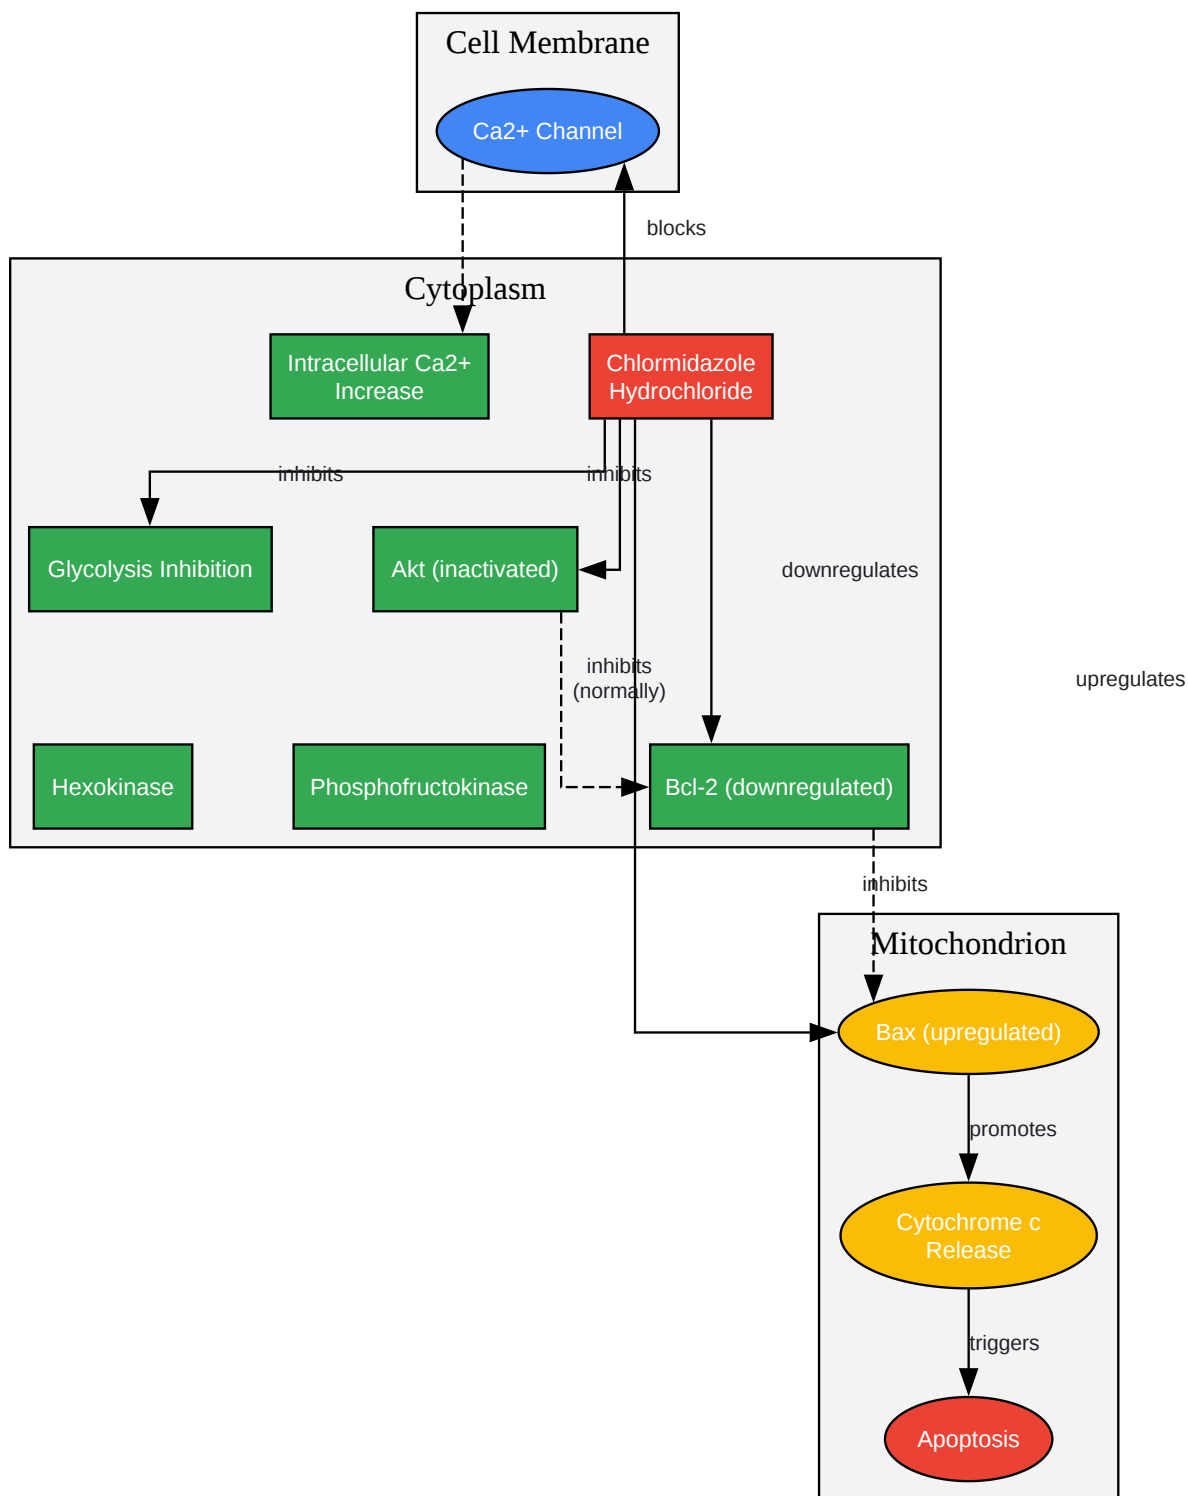 Cell Membrane
Ca2+ Channel
blocks
Cytoplasm
Intracellular Ca2+
Increase
Chlormidazole
Hydrochloride
inhibits
inhibits
Glycolysis Inhibition
Akt (inactivated)
downregulates
inhibits
(normally)
upregulates
Hexokinase
Phosphofructokinase
Bcl-2 (downregulated)
inhibits
Mitochondrion
Bax (upregulated)
promotes
Cytochrome c
Release
triggers
Apoptosis